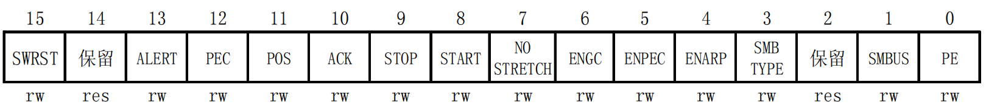 15 14 13 12 11 10 9 8 7 6 5 4 3 2 1 0
SWRST 保留 ALERT PEC POS ACK STOP START NO STRETCH ENGC ENPEC ENARP SMB TYPE 保留 SMBUS PE
rw res rw rw rw rw rw rw rw rw rw rw rw res rw rw